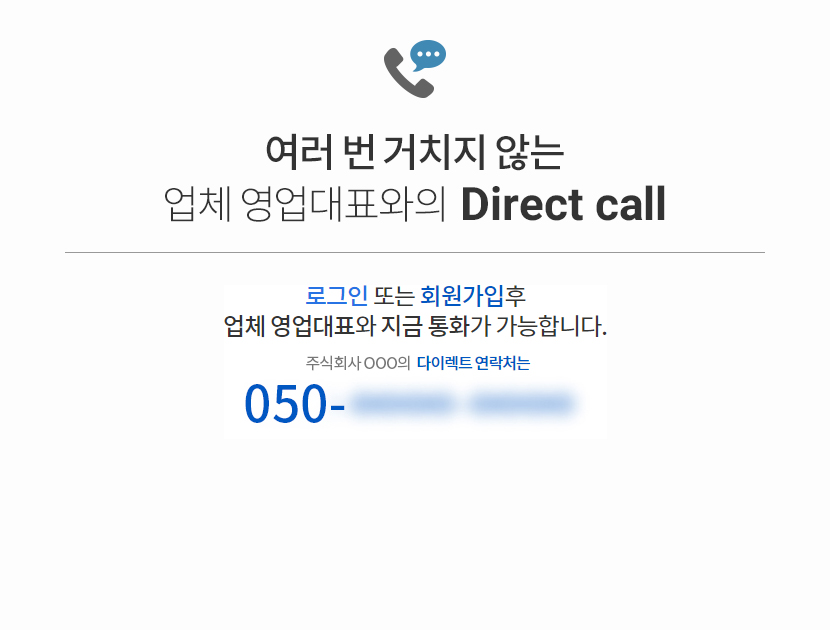 여러 번 거치지 않는
업체 영업대표와의 Direct call
로그인 또는 회원가입후
업체 영업대표와 지금 통화가 가능합니다.
주식회사 OOO의 다이렉트 연락처는
050-